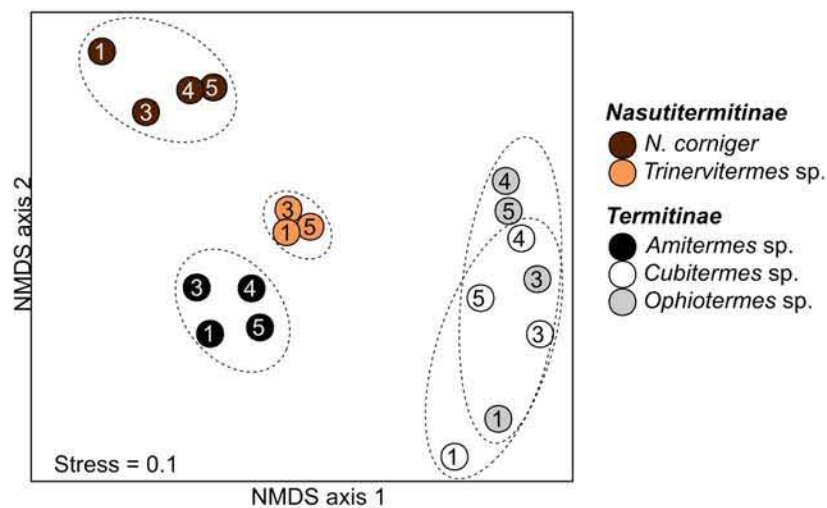 1
4 5
3
3
1 5
3 4
1 5
4
5
4
3
5
3
1
1
Stress = 0.1
NMDS axis 1
NMDS axis 2
Nasutitermitinae
N. corniger
Trinervitermes sp.
Termitinae
Amitermes sp.
Cubitermes sp.
Ophiotermes sp.